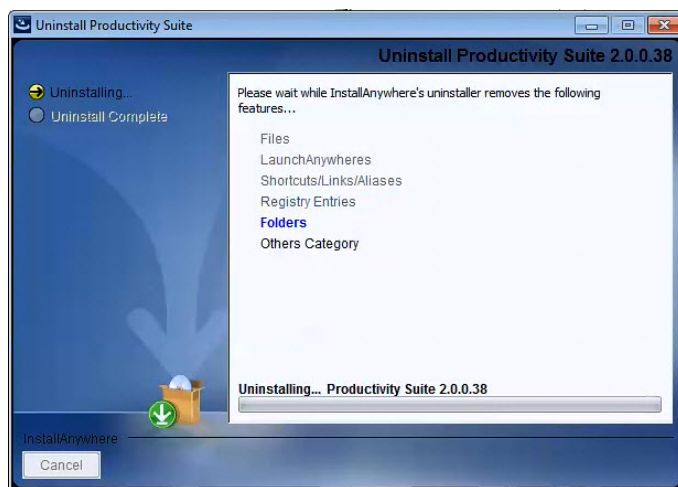 Uninstall Productivity Suite
Uninstall Productivity Suite 2.0.0.38
Uninstalling...
Uninstall Complete
Please wait while InstallAnywhere's uninstaller removes the following
features...
Files
LaunchAnywheres
Shortcuts/Links/Aliases
Registry Entries
Folders
Others Category
Uninstalling... Productivity Suite 2.0.0.38
InstallAnywhere
Cancel